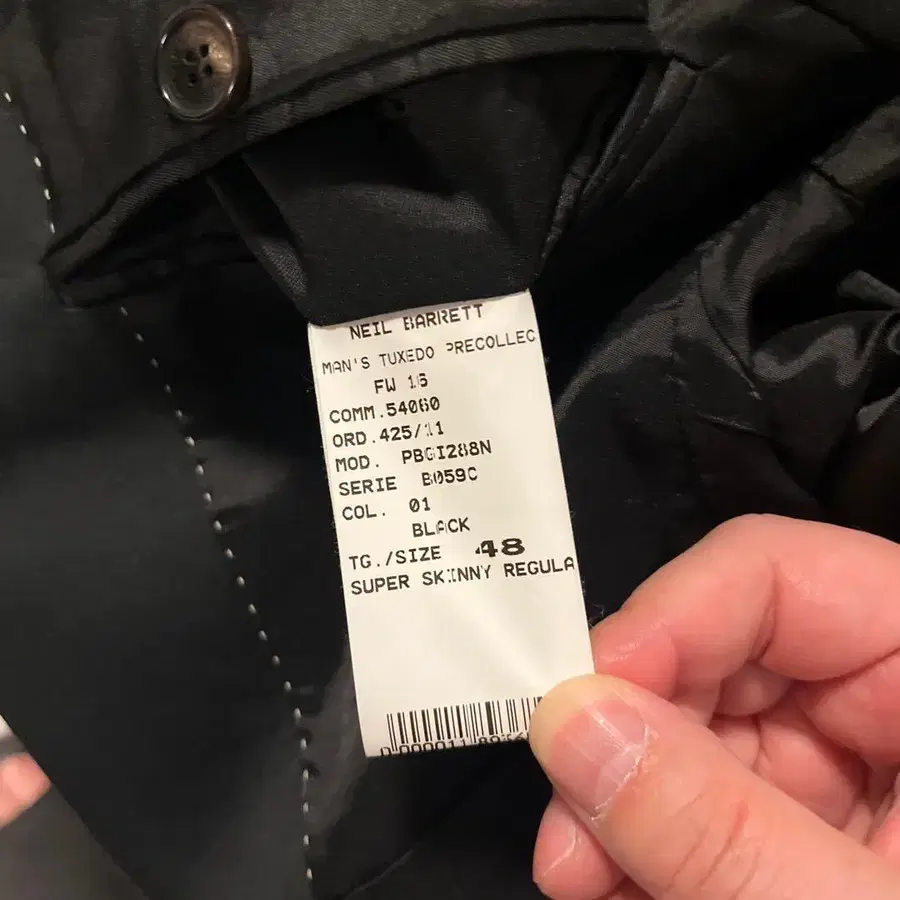 NEIL BARRETT
MAN'S TUXEDO PRECOLLEC
FW 16
COMM.54060
ORD.425/11
MOD. PBGI288N
SERIE B059C
COL. 01
BLACK
TG./SIZE 48
SUPER SKINNY REGULA